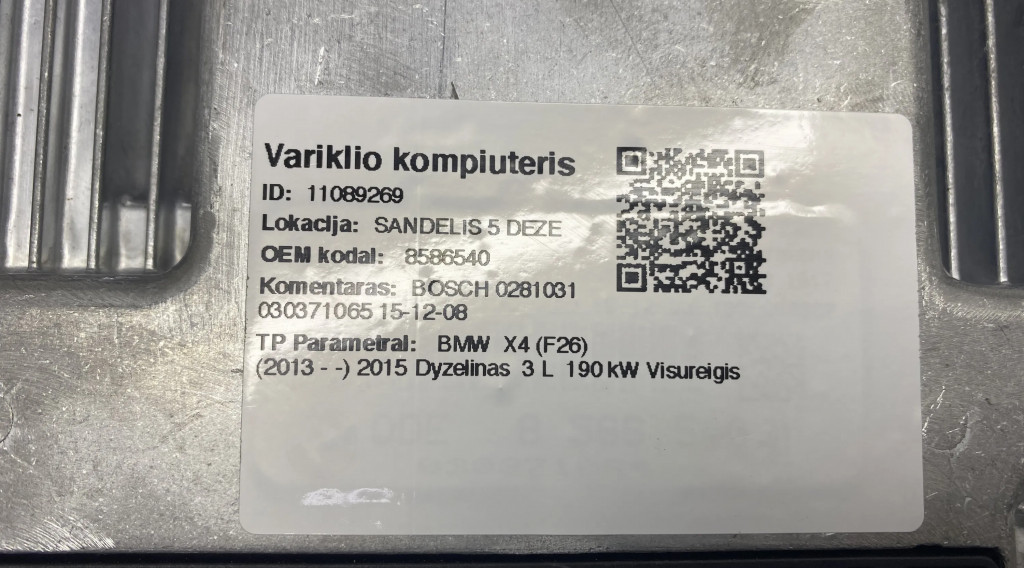 Variklio kompiuteris
ID: 11089269
Lokacija: SANDELIS 5 DEZE
OEM kodai: 8586540
Komentaras: BOSCH 0281031
030371065 15-12-08
TP Parametrai: BMW X4 (F26)
(2013 - -) 2015 Dyzelinas 3 L 190 kW Visureigis